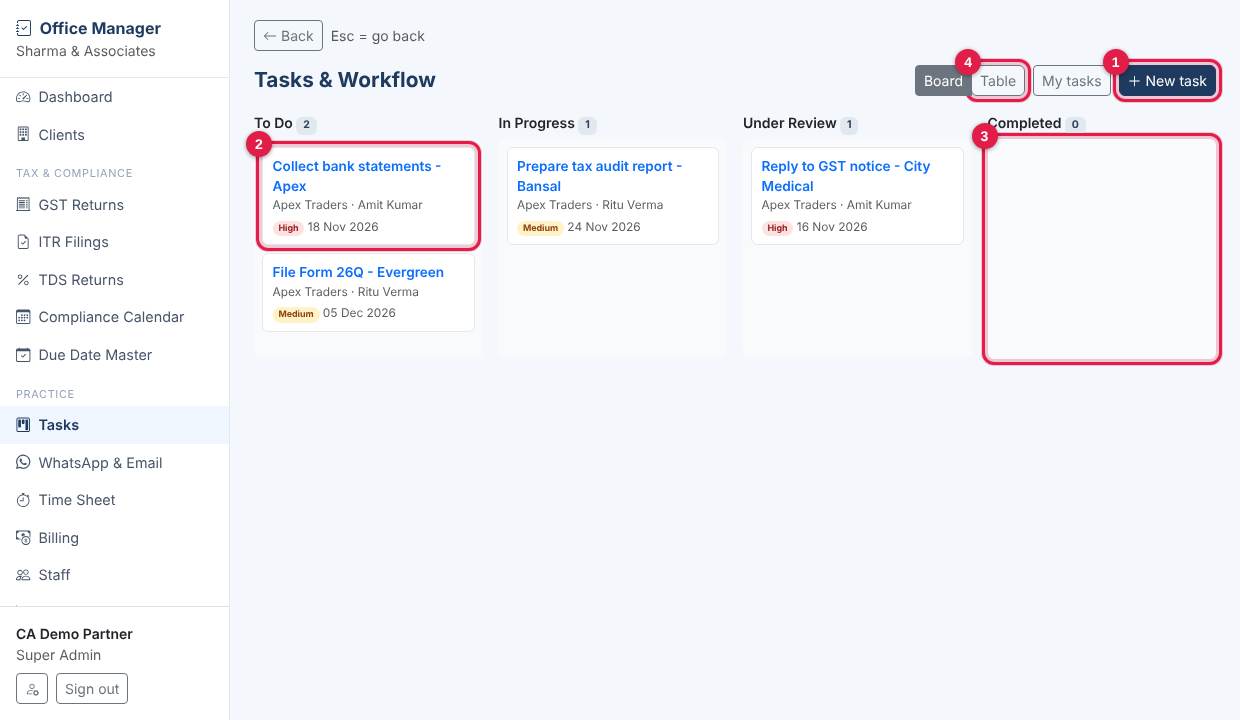 Office Manager
Sharma & Associates
Dashboard
Clients
TAX & COMPLIANCE
GST Returns
ITR Filings
TDS Returns
Compliance Calendar
Due Date Master
PRACTICE
Tasks
WhatsApp & Email
Time Sheet
Billing
Staff
CA Demo Partner
Super Admin
Sign out
← Back Esc = go back
Tasks & Workflow
Board 4 Table My tasks 1 + New task
To Do 2
2
Collect bank statements -
Apex
Apex Traders · Amit Kumar
High 18 Nov 2026
File Form 26Q - Evergreen
Apex Traders · Ritu Verma
Medium 05 Dec 2026
In Progress 1
Prepare tax audit report -
Bansal
Apex Traders · Ritu Verma
Medium 24 Nov 2026
Under Review 1
Reply to GST notice - City
Medical
Apex Traders · Amit Kumar
High 16 Nov 2026
Completed 0
3